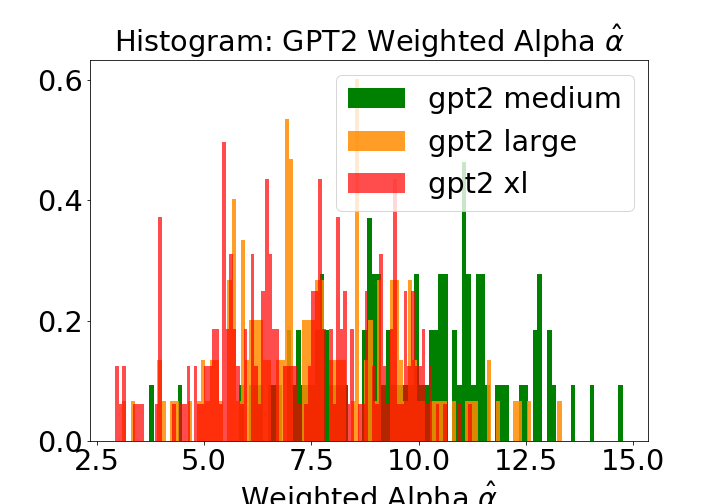 Histogram: GPT2 Weighted Alpha α̂
gpt2 medium
gpt2 large
gpt2 xl
0.6
0.4
0.2
0.0
2.5 5.0 7.5 10.0 12.5 15.0
Weighted Alpha α̂